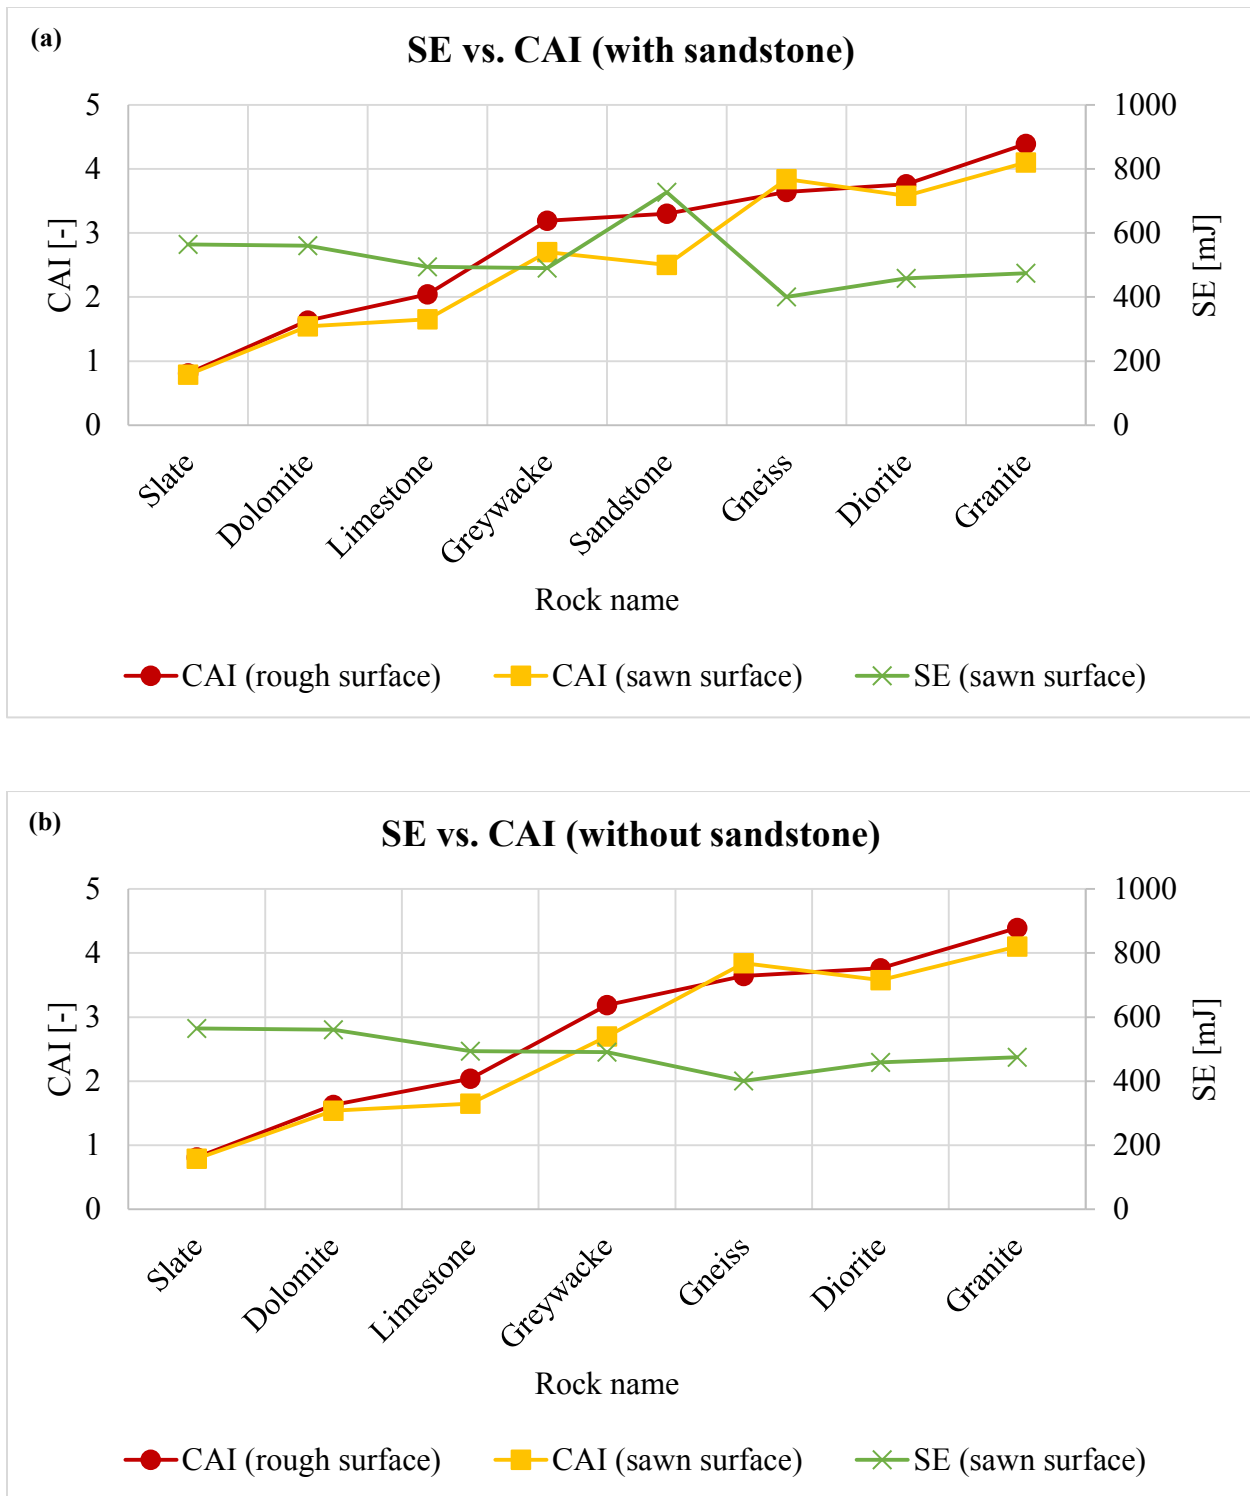 (a)
SE vs. CAI (with sandstone)
5
4
3
2
1
0
CAI [-]
1000
800
600
400
200
0
SE [mJ]
Slate
Dolomite
Limestone
Greywacke
Sandstone
Gneiss
Diorite
Granite
Rock name
CAI (rough surface) CAI (sawn surface) SE (sawn surface)
(b)
SE vs. CAI (without sandstone)
5
4
3
2
1
0
CAI [-]
1000
800
600
400
200
0
SE [mJ]
Slate
Dolomite
Limestone
Greywacke
Gneiss
Diorite
Granite
Rock name
CAI (rough surface) CAI (sawn surface) SE (sawn surface)